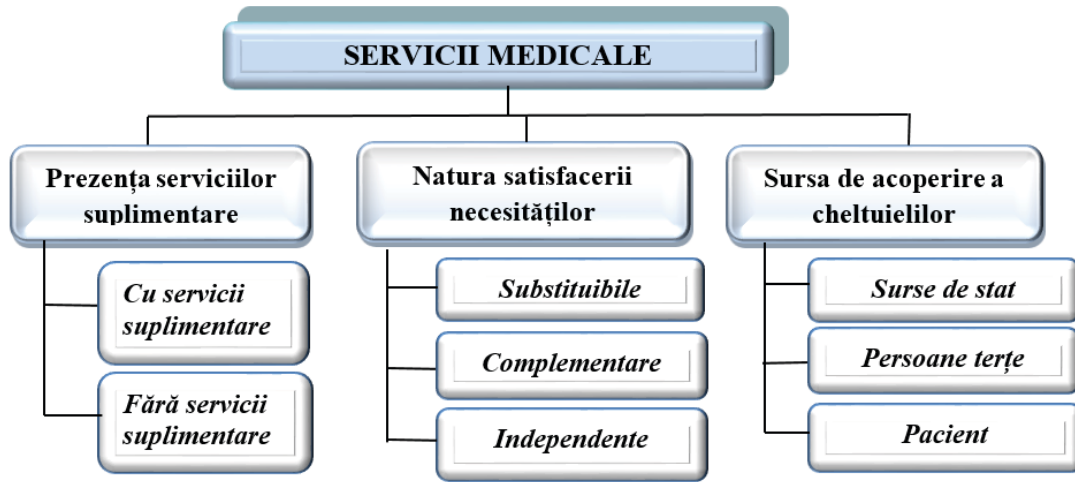 SERVICII MEDICALE
Prezența serviciilor
suplimentare
Cu servicii
suplimentare
Fără servicii
suplimentare
Natura satisfacerii
necesităților
Substituibile
Complementare
Independente
Sursa de acoperire a
cheltuielilor
Surse de stat
Persoane terțe
Pacient